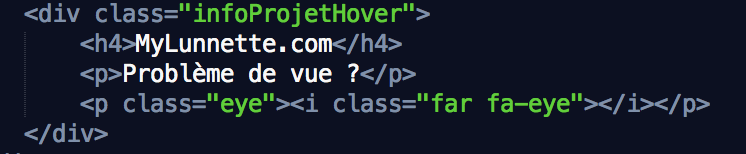 <div class="infoProjetHover">
<h4>MyLunnette.com</h4>
<p>Problème de vue ?</p>
<p class="eye"><i class="far fa-eye"></i></p>
</div>